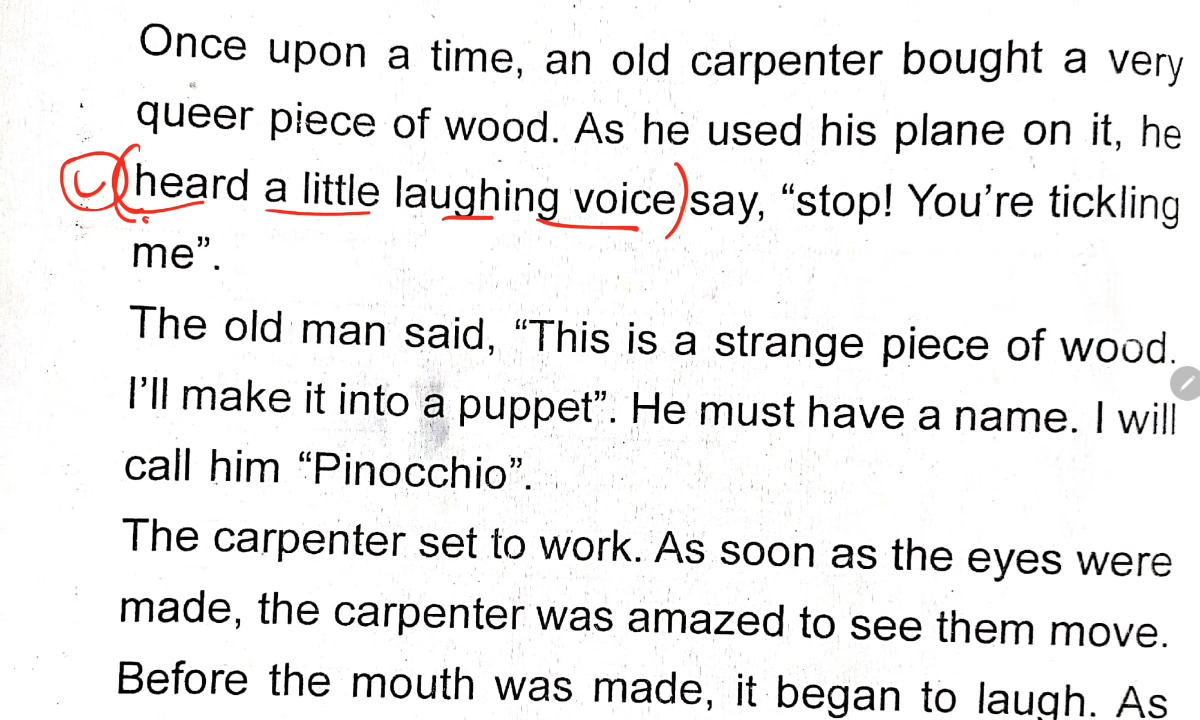 Once upon a time, an old carpenter bought a very
queer piece of wood. As he used his plane on it, he
heard a little laughing voice say, “stop! You’re tickling
me”.
The old man said, “This is a strange piece of wood.
I’ll make it into a puppet”. He must have a name. I will
call him “Pinocchio”.
The carpenter set to work. As soon as the eyes were
made, the carpenter was amazed to see them move.
Before the mouth was made, it began to laugh. As